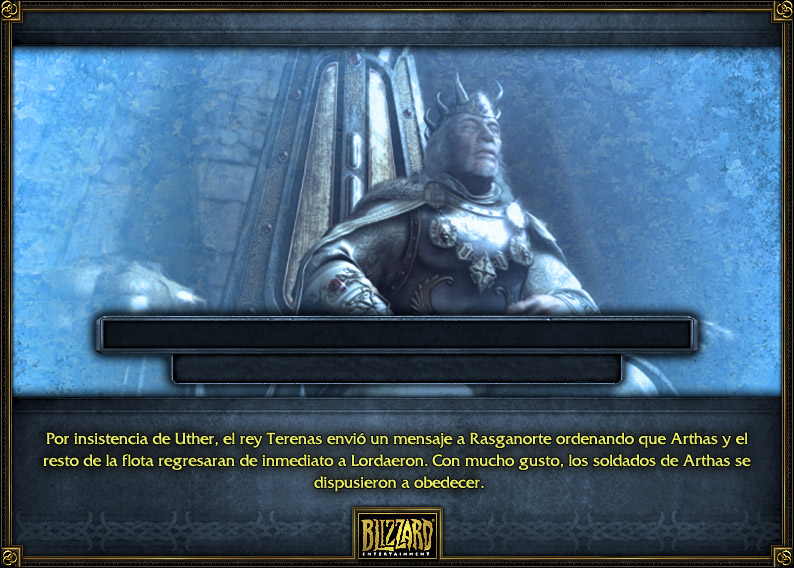 Por insistencia de Uther, el rey Terenas envió un mensaje a Rasganorte ordenando que Arthas y el
resto de la flota regresaran de inmediato a Lordaeron. Con mucho gusto, los soldados de Arthas se
dispusieron a obedecer.
BLIZZARD
ENTERTAINMENT